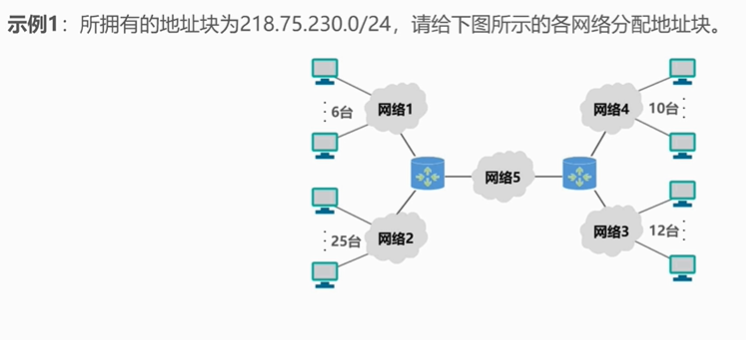 示例1：所拥有的地址块为218.75.230.0/24，请给下图所示的各网络分配地址块。
6台
网络1
网络4
10台
网络5
25台
网络2
网络3
12台